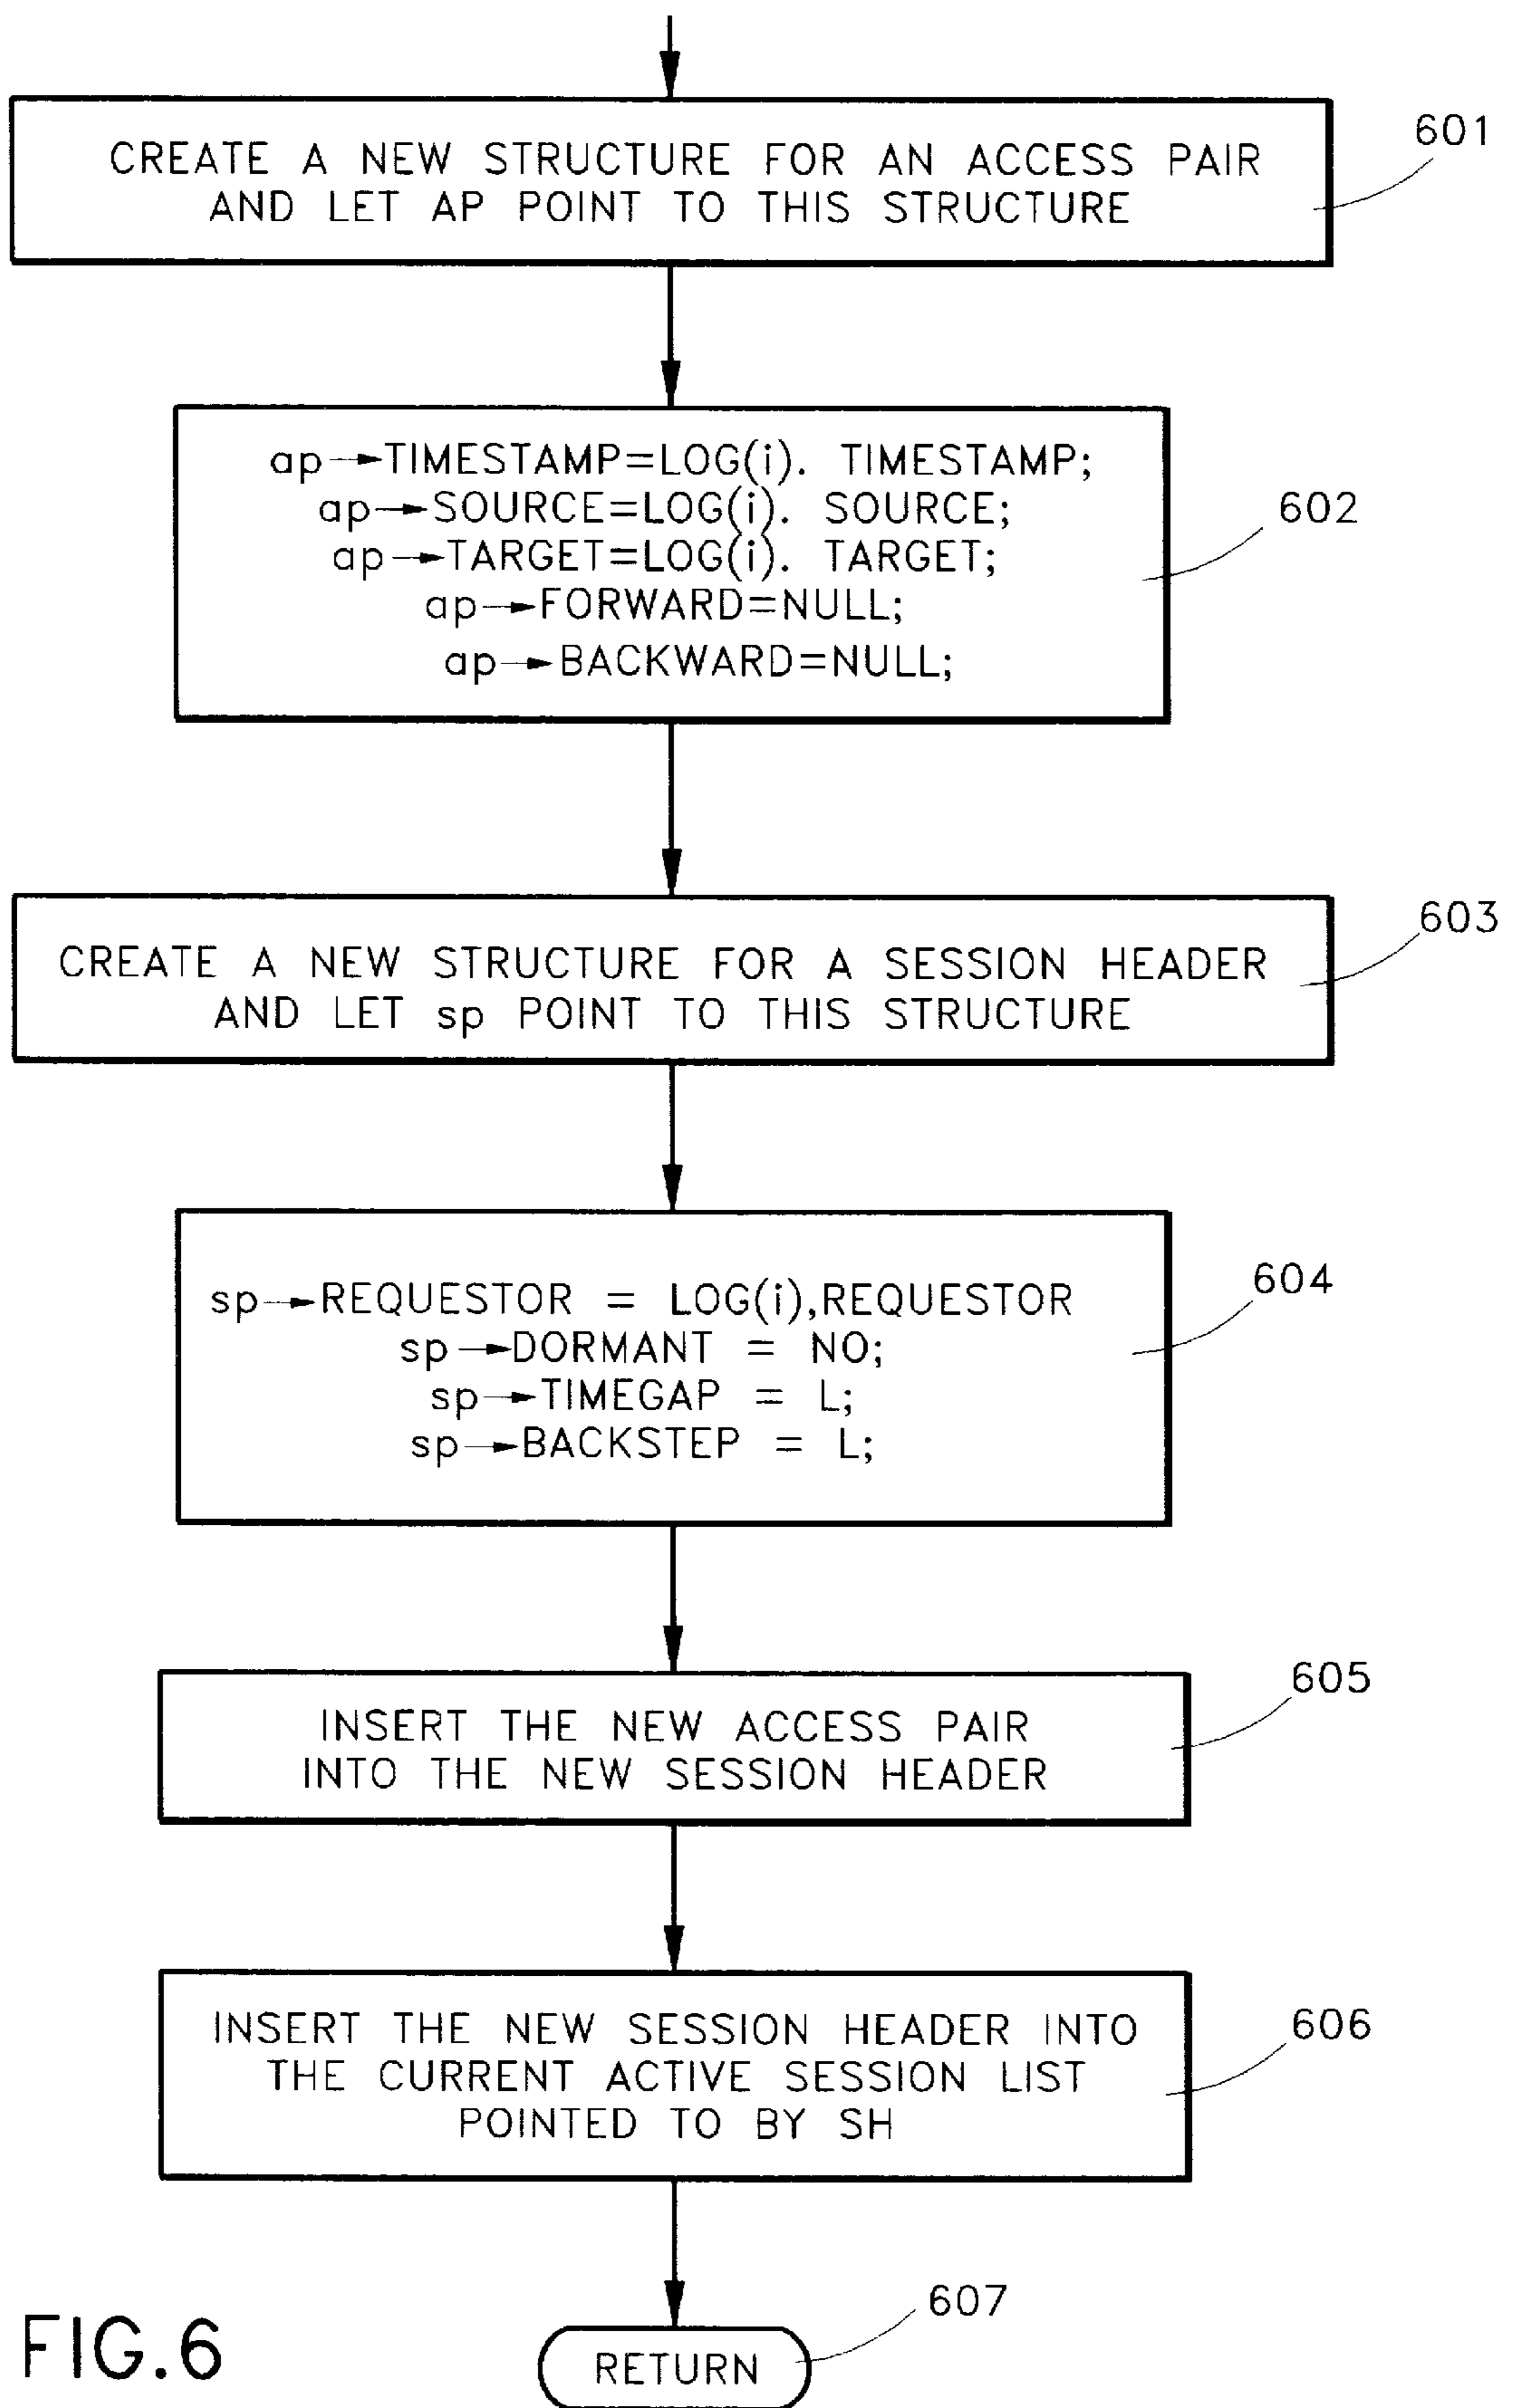 CREATE A NEW STRUCTURE FOR AN ACCESS PAIR
AND LET AP POINT TO THIS STRUCTURE
601
ap→TIMESTAMP=LOG(i). TIMESTAMP;
ap→SOURCE=LOG(i). SOURCE;
ap→TARGET=LOG(i). TARGET;
ap→FORWARD=NULL;
ap→BACKWARD=NULL;
602
CREATE A NEW STRUCTURE FOR A SESSION HEADER
AND LET sp POINT TO THIS STRUCTURE
603
sp→REQUESTOR = LOG(i),REQUESTOR
sp→DORMANT = NO;
sp→TIMEGAP = L;
sp→BACKSTEP = L;
604
INSERT THE NEW ACCESS PAIR
INTO THE NEW SESSION HEADER
605
INSERT THE NEW SESSION HEADER INTO
THE CURRENT ACTIVE SESSION LIST
POINTED TO BY SH
606
RETURN
607
FIG.6